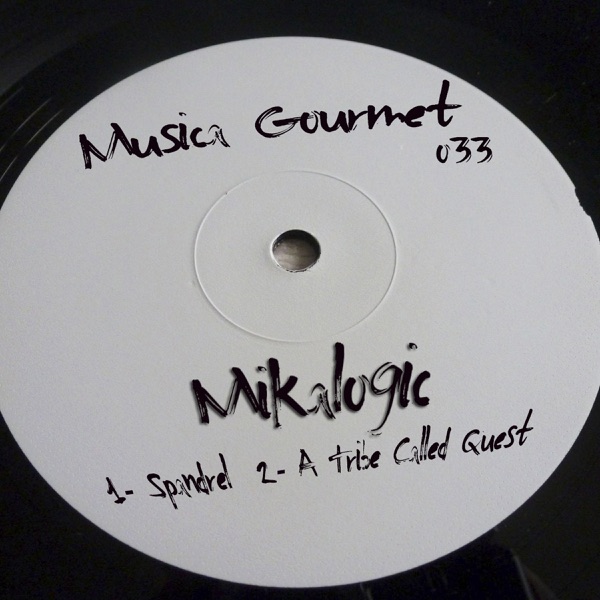 Musica Gourmet
033
Mikalogic
1- Spandrel 2- A Tribe Called Quest